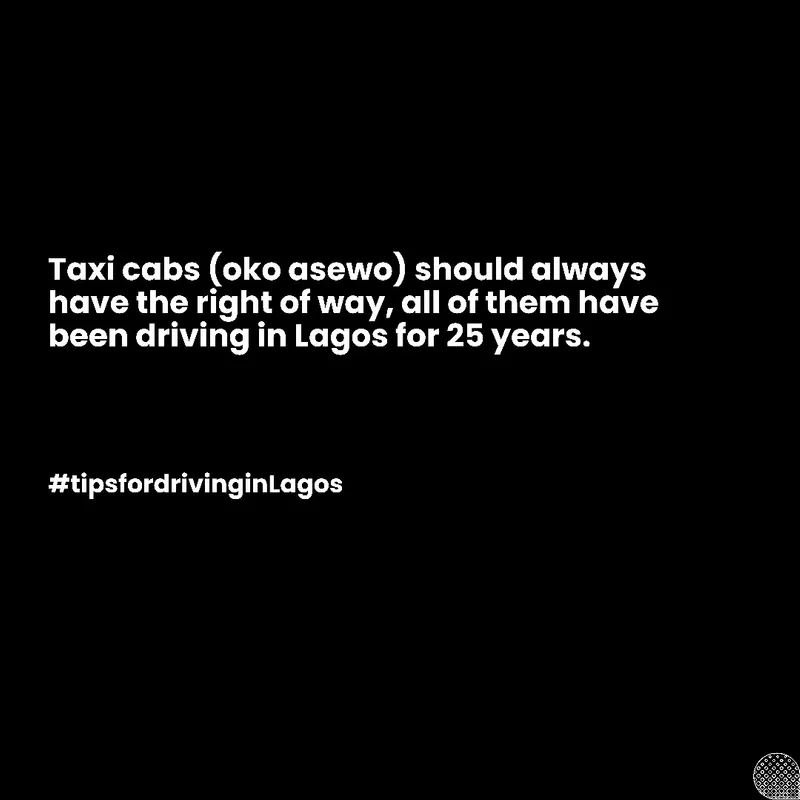 Taxi cabs (oko asewo) should always
have the right of way, all of them have
been driving in Lagos for 25 years.
#tipsfordrivinginLagos